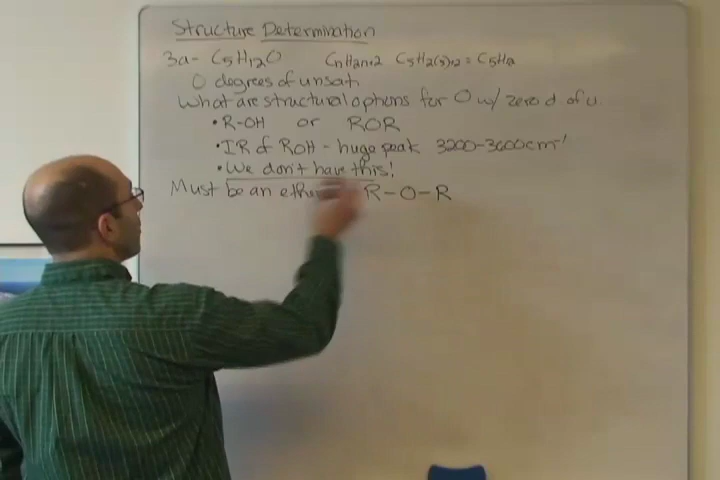 Structure Determination
3a- C5H12O CnH2n+2 C5H2(5)+2 = C5H12
0 degrees of unsat.
What are structural options for O w/ zero d. of u.
• R-OH or ROR
• IR of ROH - huge peak 3200-3600cm-1
• We don't have this!
Must be an ether R-O-R